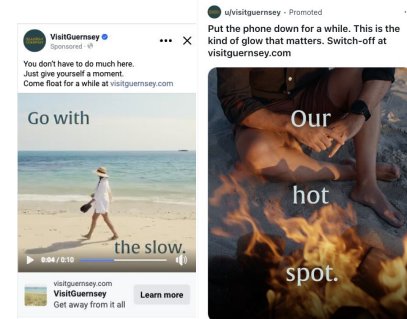 VisitGuernsey
Sponsored
You don't have to do much here.
Just give yourself a moment.
Come float for a while at visitguernsey.com
Go with
the slow.
0:04 / 0:10
visitguernsey.com
VisitGuernsey
Get away from it all
Learn more
u/visitguernsey • Promoted
Put the phone down for a while. This is the
kind of glow that matters. Switch-off at
visitguernsey.com
Our
hot
spot.